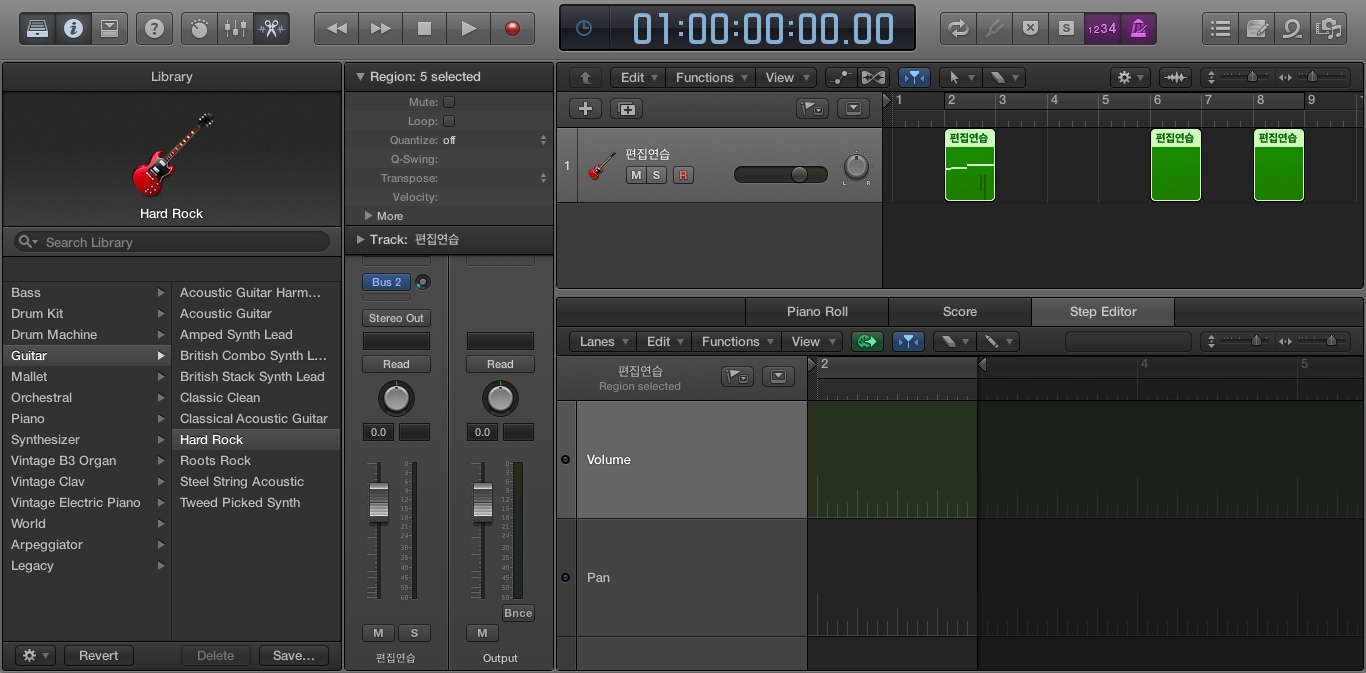 1234
01:00:00:00.00
Library
Hard Rock
Search Library
Bass
Drum Kit
Drum Machine
Guitar
Mallet
Orchestral
Piano
Synthesizer
Vintage B3 Organ
Vintage Clav
Vintage Electric Piano
World
Arpeggiator
Legacy
Acoustic Guitar Harm...
Acoustic Guitar
Amped Synth Lead
British Combo Synth L...
British Stack Synth Lead
Classic Clean
Classical Acoustic Guitar
Hard Rock
Roots Rock
Steel String Acoustic
Tweed Picked Synth
Revert
Delete
Save...
Region: 5 selected
Mute:
Loop:
Quantize: off
Q-Swing:
Transpose:
Velocity:
More
Track: 편집연습
Bus 2
Stereo Out
Read
Read
0.0
0.0
Bnce
M S
M
편집연습
Output
Edit Functions View
1 2 3 4 5 6 7 8 9
1
편집연습
M S R
L R
편집연습
편집연습
편집연습
Piano Roll Score Step Editor
Lanes Edit Functions View
편집연습
Region selected
2 4 5
Volume
Pan